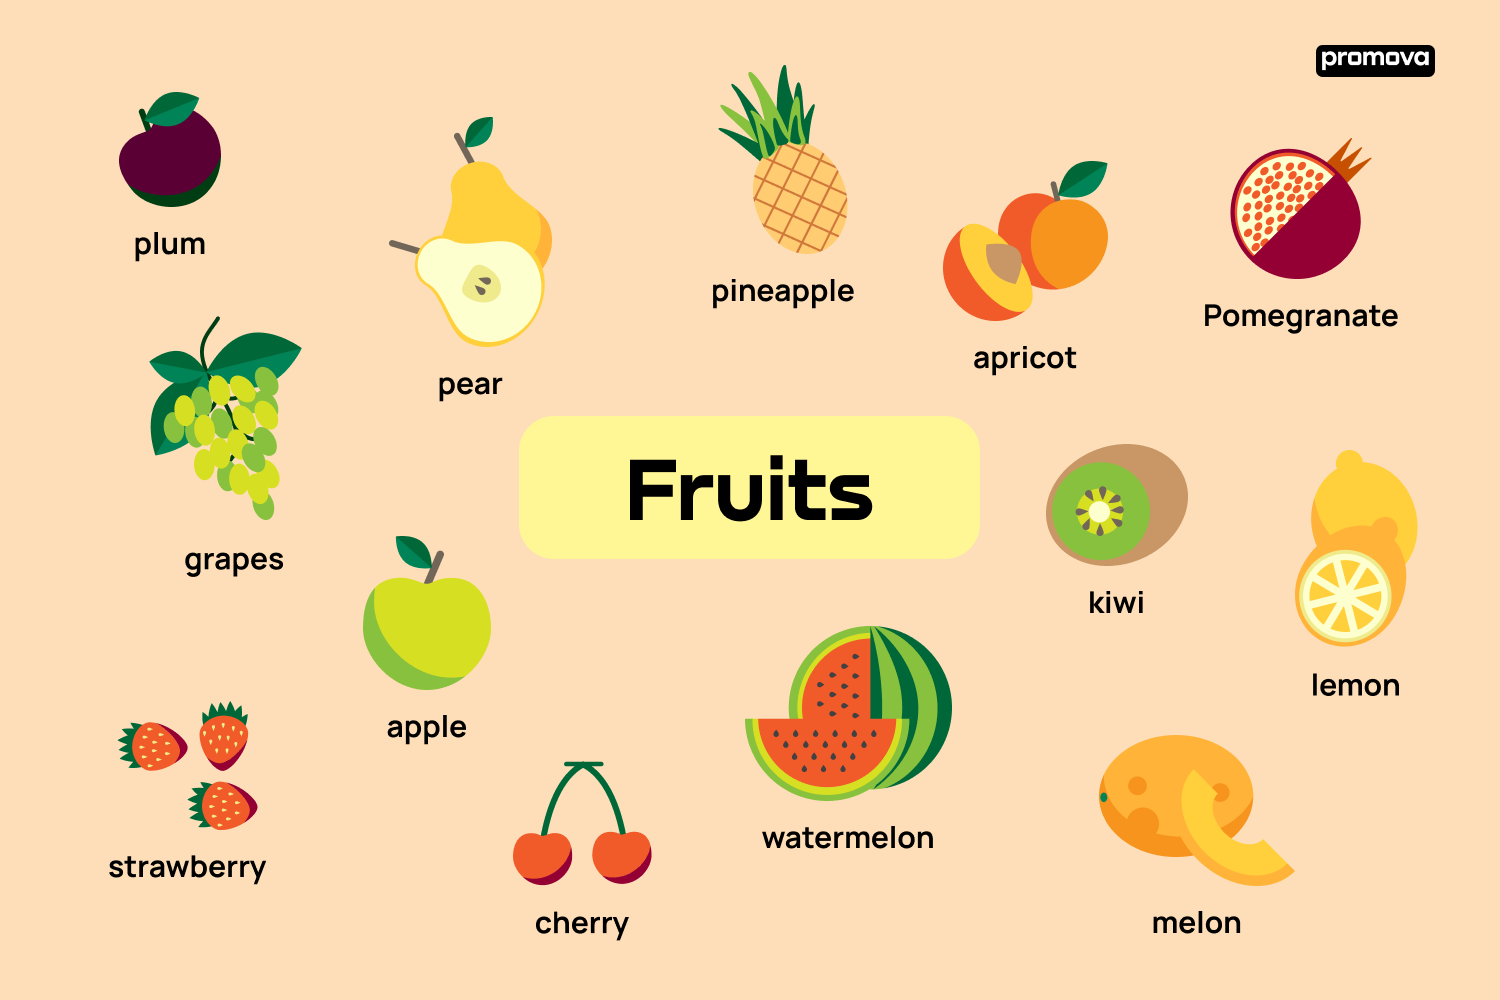 promova
plum
pear
pineapple
apricot
Pomegranate
grapes
Fruits
kiwi
lemon
apple
watermelon
strawberry
cherry
melon